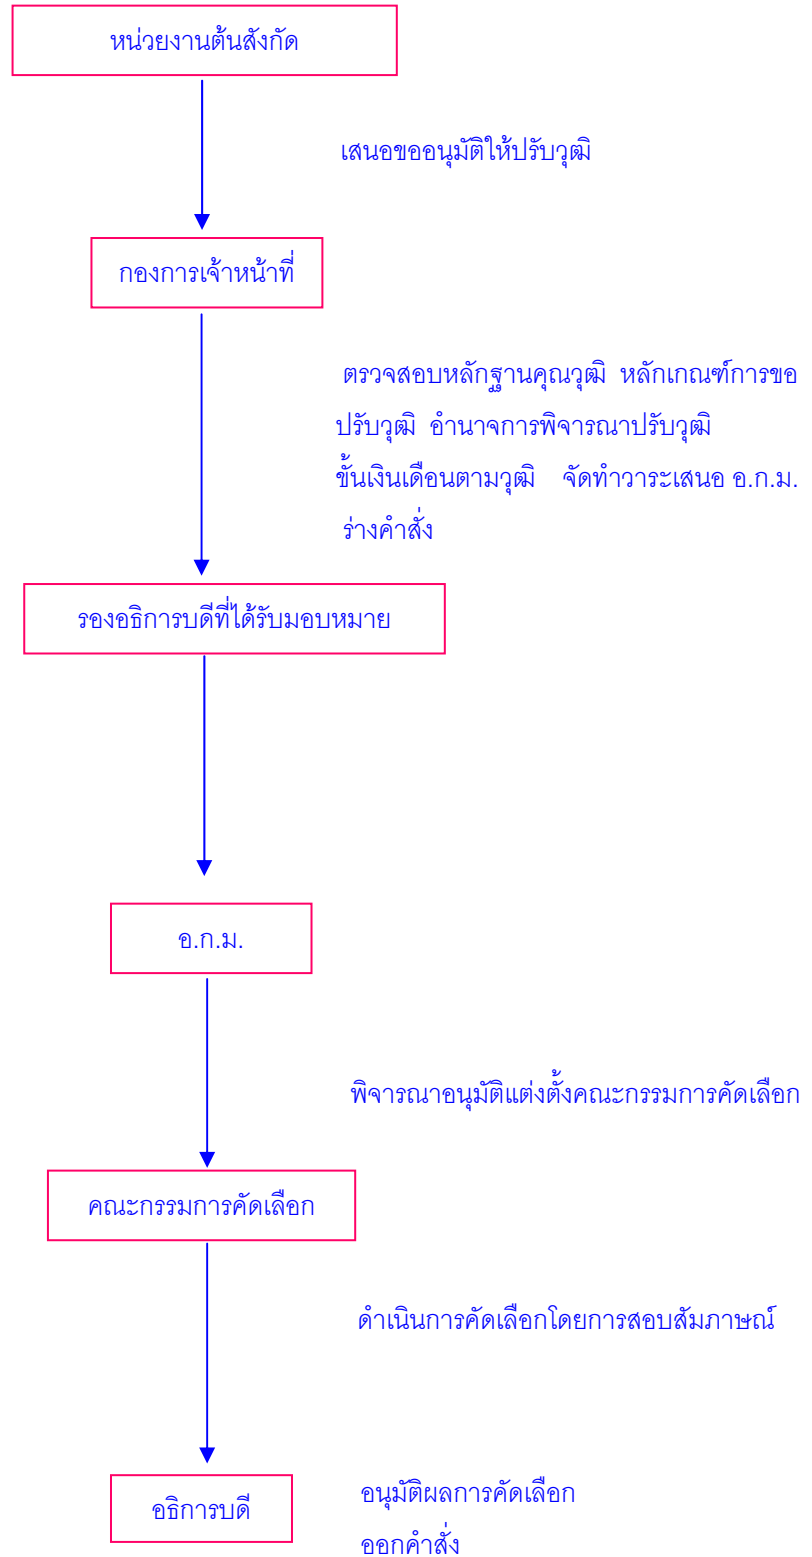 หน่วยงานต้นสังกัด
เสนอขออนุมัติให้ปรับวุฒิ
กองการเจ้าหน้าที่
ตรวจสอบหลักฐานคุณวุฒิ หลักเกณฑ์การขอ
ปรับวุฒิ อำนาจการพิจารณาปรับวุฒิ
ขั้นเงินเดือนตามวุฒิ จัดทำวาระเสนอ อ.ก.ม.
ร่างคำสั่ง
รองอธิการบดีที่ได้รับมอบหมาย
อ.ก.ม.
พิจารณาอนุมัติแต่งตั้งคณะกรรมการคัดเลือก
คณะกรรมการคัดเลือก
ดำเนินการคัดเลือกโดยการสอบสัมภาษณ์
อธิการบดี
อนุมัติผลการคัดเลือก
ออกคำสั่ง